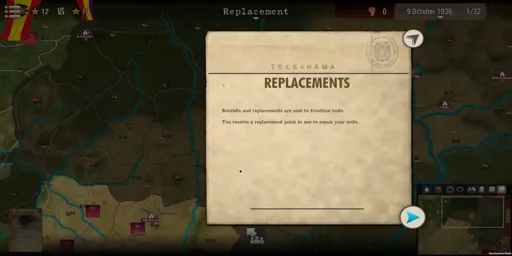 12 VS
Replacement
0
9 October 1936
1/32
TELEGRAMA
REPLACEMENTS
Recruits and replacements are sent to frontline units.
You receive a replacement point to use to repair your units.